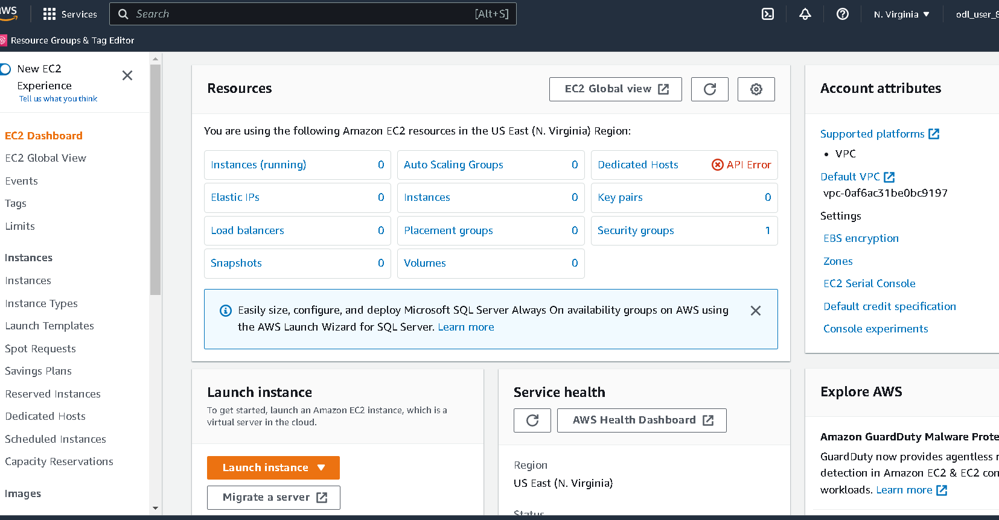 aws
Services
Search
[Alt+S]
N. Virginia
odl_user_
Resource Groups & Tag Editor
New EC2
Experience
Tell us what you think
EC2 Dashboard
EC2 Global View
Events
Tags
Limits
Instances
Instances
Instance Types
Launch Templates
Spot Requests
Savings Plans
Reserved Instances
Dedicated Hosts
Scheduled Instances
Capacity Reservations
Images
Resources
EC2 Global view
You are using the following Amazon EC2 resources in the US East (N. Virginia) Region:
Instances (running) 0
Auto Scaling Groups 0
Dedicated Hosts API Error
Elastic IPs 0
Instances 0
Key pairs 0
Load balancers 0
Placement groups 0
Security groups 1
Snapshots 0
Volumes 0
Easily size, configure, and deploy Microsoft SQL Server Always On availability groups on AWS using
the AWS Launch Wizard for SQL Server. Learn more
Launch instance
To get started, launch an Amazon EC2 instance, which is a
virtual server in the cloud.
Launch instance
Migrate a server
Service health
AWS Health Dashboard
Region
US East (N. Virginia)
Status
Account attributes
Supported platforms
• VPC
Default VPC
vpc-0af6ac31be0bc9197
Settings
EBS encryption
Zones
EC2 Serial Console
Default credit specification
Console experiments
Explore AWS
Amazon GuardDuty Malware Prote
GuardDuty now provides agentless
detection in Amazon EC2 & EC2 con
workloads. Learn more